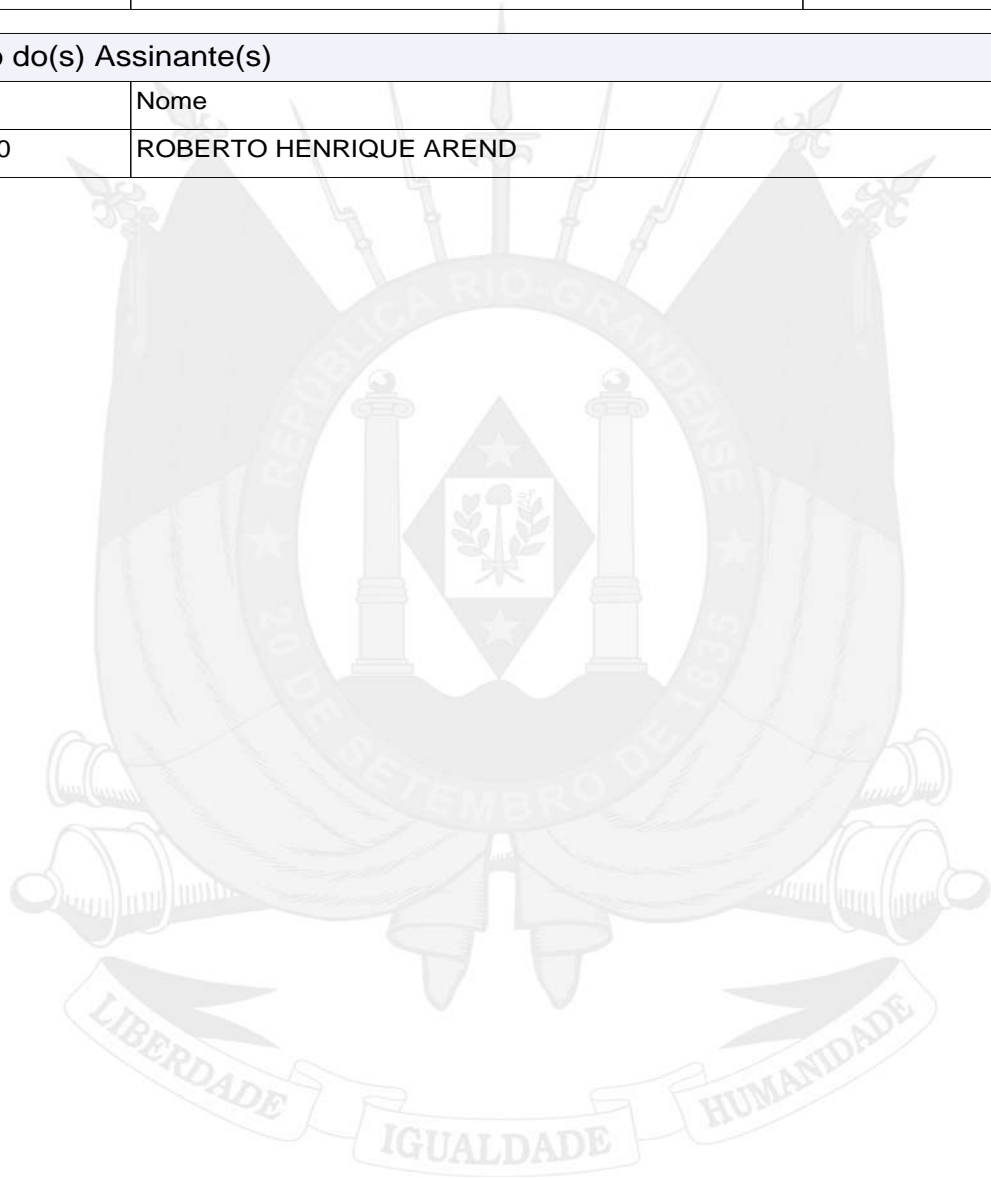 o do(s) Assinante(s)
Nome
0 ROBERTO HENRIQUE AREND
REPÚBLICA RIO-GRANDENSE
20 DE SETEMBRO DE 1835
LIBERDADE IGUALDADE HUMANIDADE